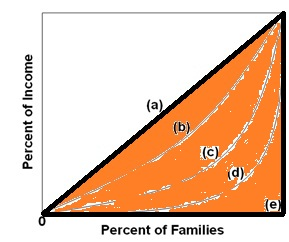 Percent of Income
(a)
(b)
(c)
(d)
(e)
0
Percent of Families